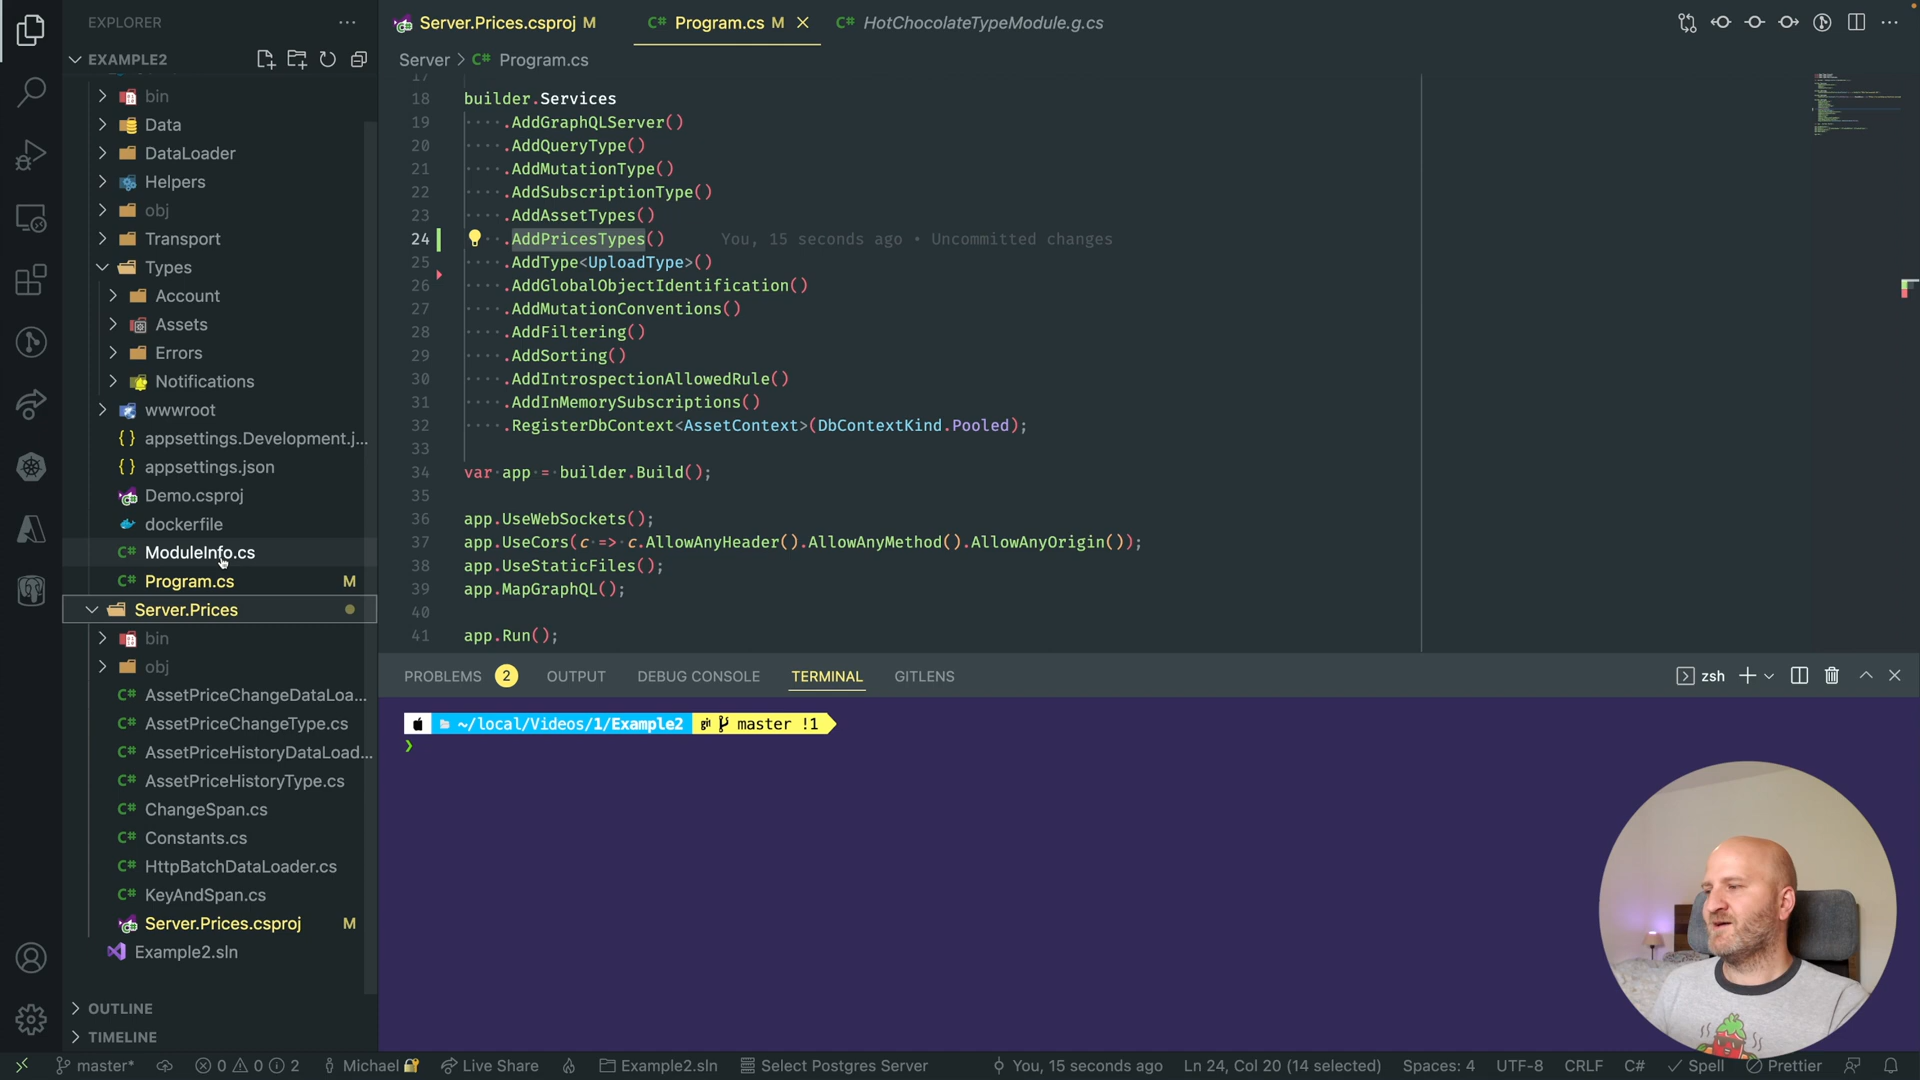 EXPLORER
EXAMPLE2
bin
Data
DataLoader
Helpers
obj
Transport
Types
Account
Assets
Errors
Notifications
wwwroot
appsettings.Development.j...
appsettings.json
Demo.csproj
dockerfile
ModuleInfo.cs
Program.cs M
Server.Prices
bin
obj
AssetPriceChangeDataLoa...
AssetPriceChangeType.cs
AssetPriceHistoryDataLoad...
AssetPriceHistoryType.cs
ChangeSpan.cs
Constants.cs
HttpBatchDataLoader.cs
KeyAndSpan.cs
Server.Prices.csproj M
Example2.sln
OUTLINE
TIMELINE
Server.Prices.csproj M
C# Program.cs M
C# HotChocolateTypeModule.g.cs
Server > C# Program.cs
17
18 builder.Services
19 ····.AddGraphQLServer()
20 ····.AddQueryType()
21 ····.AddMutationType()
22 ····.AddSubscriptionType()
23 ····.AddAssetTypes()
24 ··.AddPricesTypes() You, 15 seconds ago • Uncommitted changes
25 ····.AddType<UploadType>()
26 ····.AddGlobalObjectIdentification()
27 ····.AddMutationConventions()
28 ····.AddFiltering()
29 ····.AddSorting()
30 ····.AddIntrospectionAllowedRule()
31 ····.AddInMemorySubscriptions()
32 ····.RegisterDbContext<AssetContext>(DbContextKind.Pooled);
33
34 var·app·=·builder.Build();
35
36 app.UseWebSockets();
37 app.UseCors(c·=>·c.AllowAnyHeader().AllowAnyMethod().AllowAnyOrigin());
38 app.UseStaticFiles();
39 app.MapGraphQL();
40
41 app.Run();
PROBLEMS 2 OUTPUT DEBUG CONSOLE TERMINAL GITLENS
zsh
~/local/Videos/1/Example2 git master !1
❯
master* 0 0 2 Michael Live Share Example2.sln Select Postgres Server You, 15 seconds ago Ln 24, Col 20 (14 selected) Spaces: 4 UTF-8 CRLF C# Spell Prettier